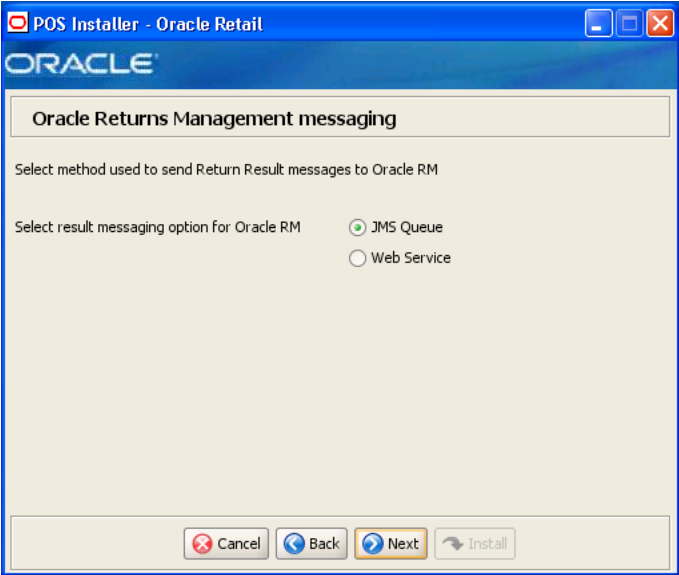 POS Installer - Oracle Retail
ORACLE
Oracle Returns Management messaging
Select method used to send Return Result messages to Oracle RM
Select result messaging option for Oracle RM
JMS Queue
Web Service
Cancel
Back
Next
Install